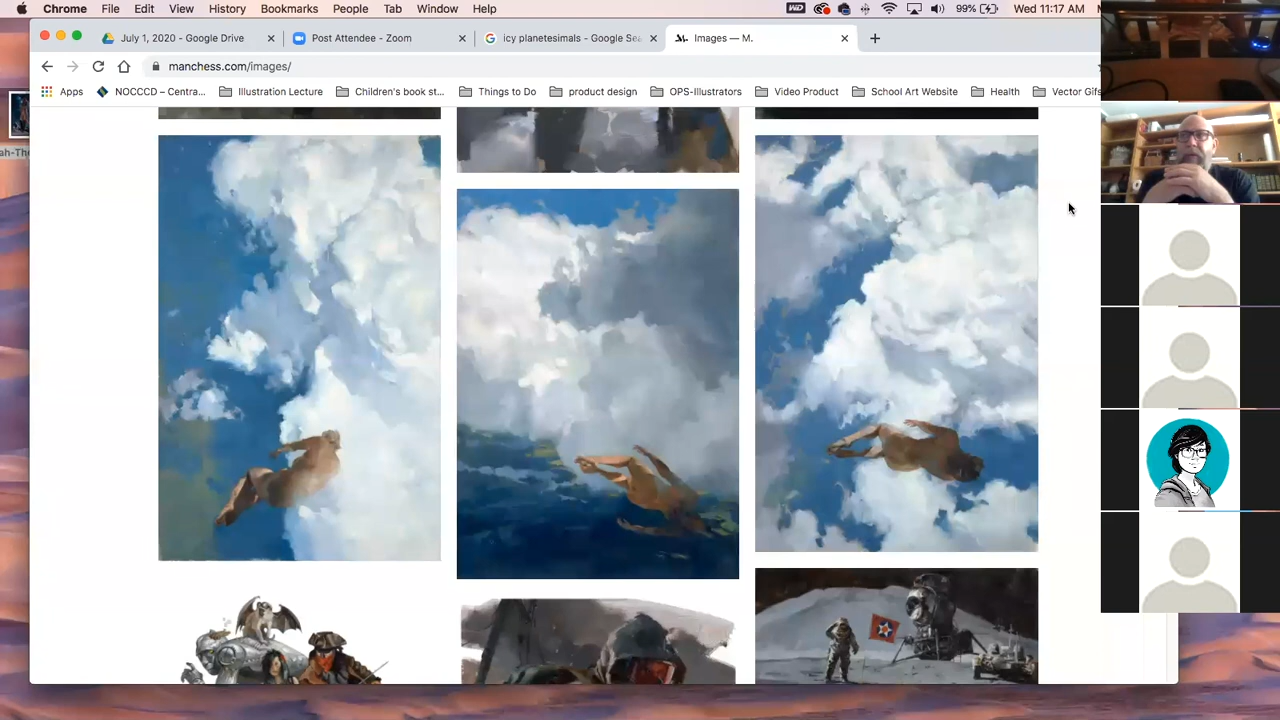 Chrome File Edit View History Bookmarks People Tab Window Help 99% Wed 11:17 AM
July 1, 2020 - Google Drive Post Attendee - Zoom icy planetesimals - Google Sea Images — M.
manchess.com/images/
Apps NOCCCD – Centra... Illustration Lecture Children's book st... Things to Do product design OPS-Illustrators Video Product School Art Website Health Vector Gifs
ah-The